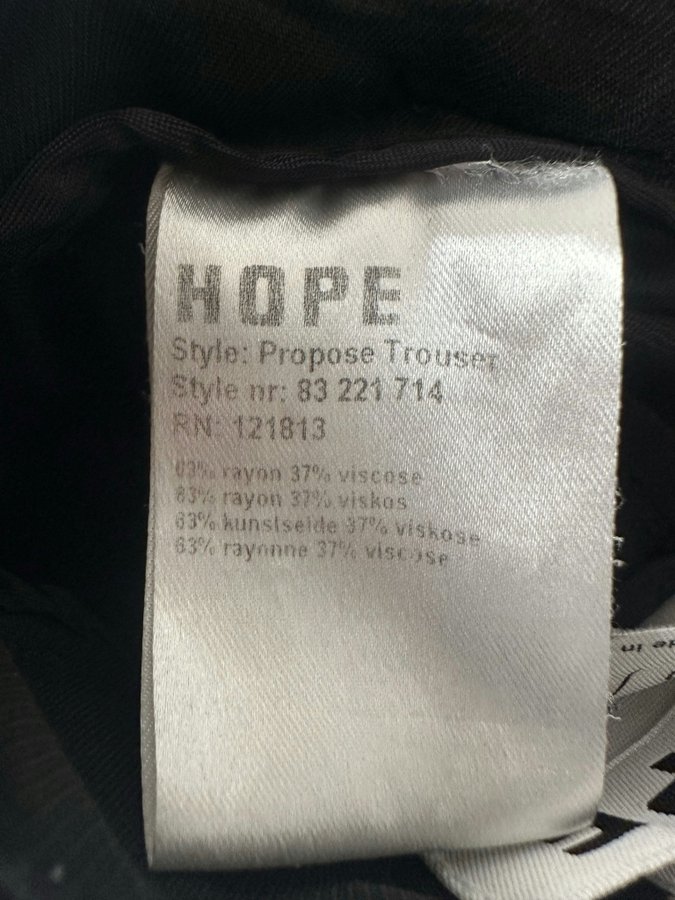 HOPE
Style: Propose Trouser
Style nr: 83 221 714
RN: 121813
63% rayon 37% viscose
63% rayon 37% viskos
63% kunstseide 37% viskose
63% rayonne 37% viscose
in